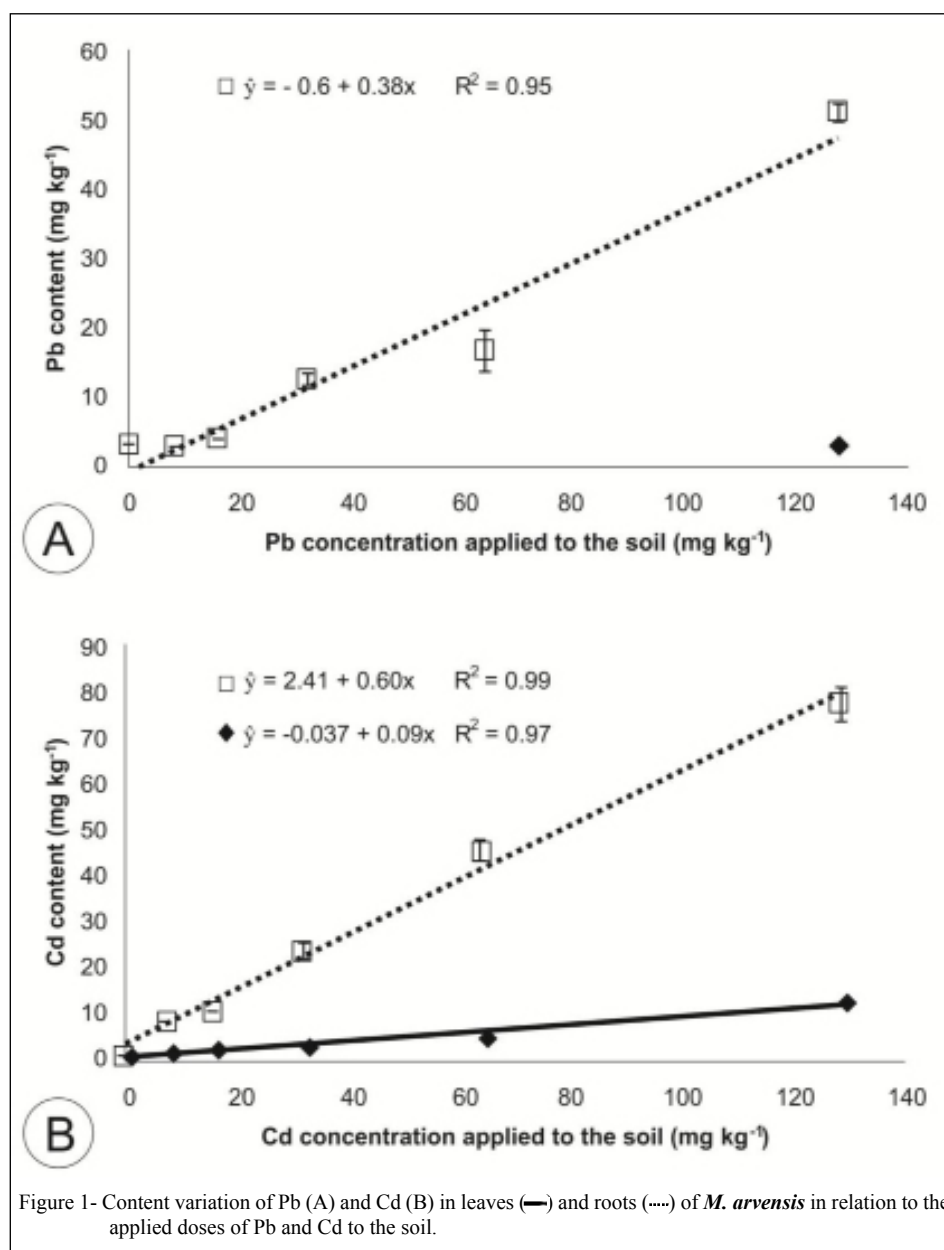 60
50
40
30
20
10
0
□ ŷ = - 0.6 + 0.38x R² = 0.95
Pb content (mg kg⁻¹)
0 20 40 60 80 100 120 140
Pb concentration applied to the soil (mg kg⁻¹)
A
90
80
70
60
50
40
30
20
10
0
□ ŷ = 2.41 + 0.60x R² = 0.99
◆ ŷ = -0.037 + 0.09x R² = 0.97
Cd content (mg kg⁻¹)
0 20 40 60 80 100 120 140
Cd concentration applied to the soil (mg kg⁻¹)
B
Figure 1- Content variation of Pb (A) and Cd (B) in leaves (—) and roots (.....) of M. arvensis in relation to the
applied doses of Pb and Cd to the soil.